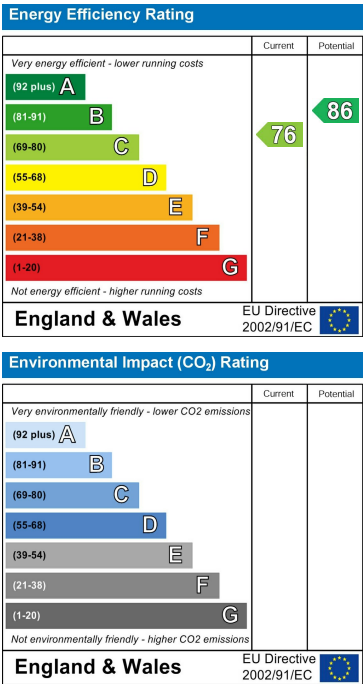 Energy Efficiency Rating
Current Potential
Very energy efficient - lower running costs
(92 plus) A
(81-91) B
(69-80) C
(55-68) D
(39-54) E
(21-38) F
(1-20) G
76
86
Not energy efficient - higher running costs
England & Wales
EU Directive
2002/91/EC
Environmental Impact (CO₂) Rating
Current Potential
Very environmentally friendly - lower CO2 emissions
(92 plus) A
(81-91) B
(69-80) C
(55-68) D
(39-54) E
(21-38) F
(1-20) G
Not environmentally friendly - higher CO2 emissions
England & Wales
EU Directive
2002/91/EC